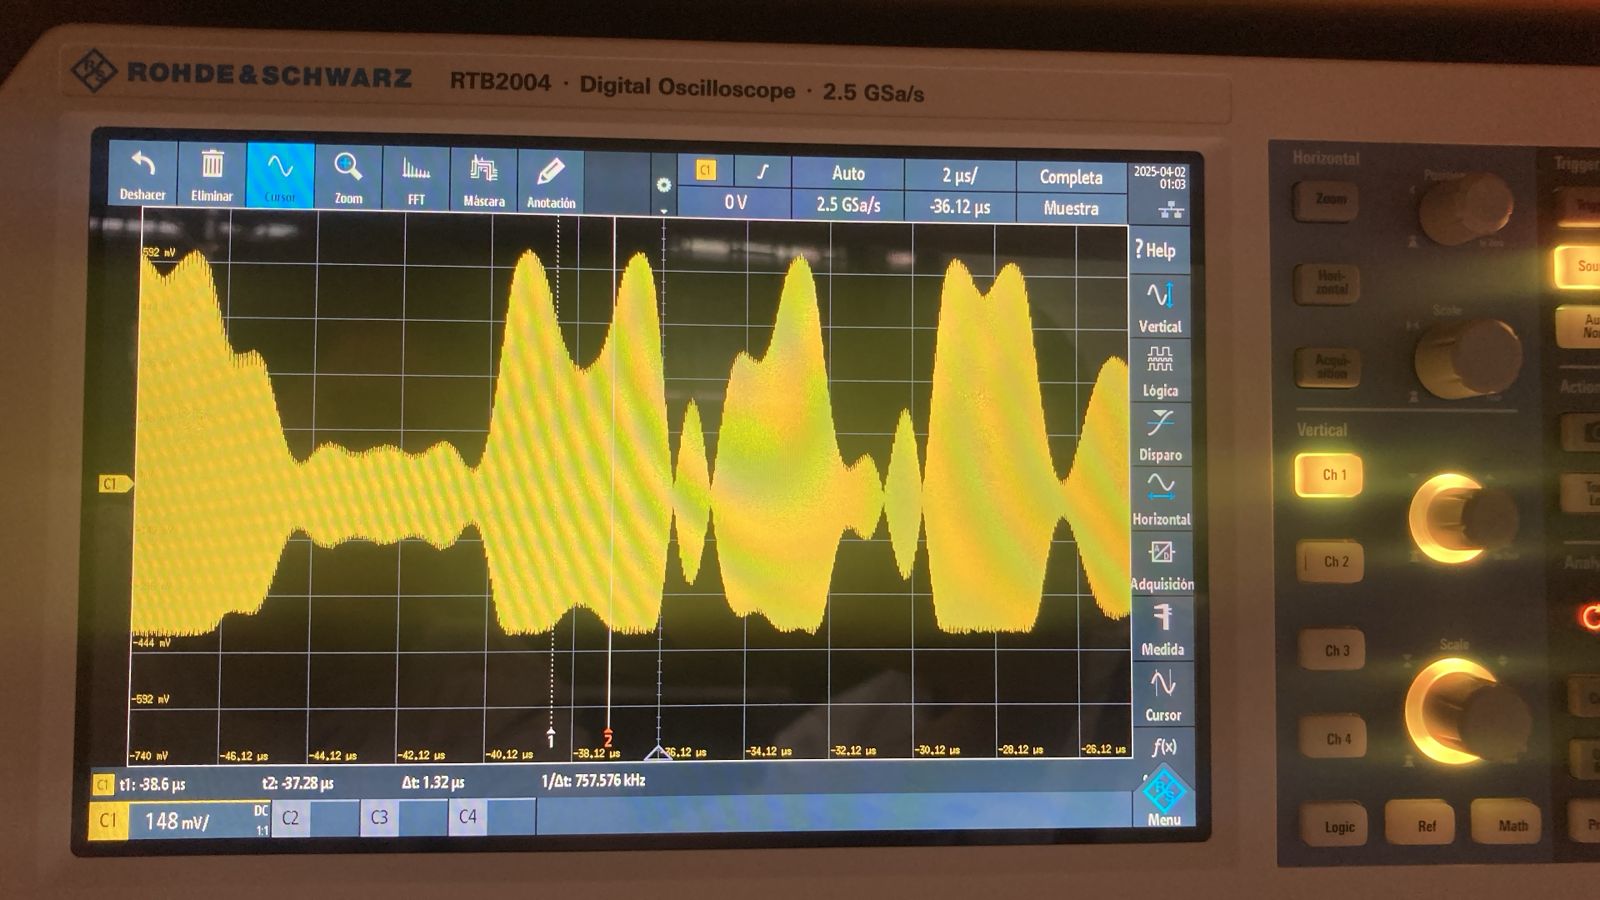 ROHDE&SCHWARZ RTB2004 · Digital Oscilloscope · 2.5 GSa/s
Deshacer
Eliminar
Cursor
Zoom
FFT
Máscara
Anotación
C1
Auto
2 µs/
Completa
0 V
2.5 GSa/s
-36.12 µs
Muestra
2025-04-02
01:03
? Help
Vertical
Lógica
Disparo
Horizontal
A/D
Adquisición
Medida
Cursor
f(x)
Menu
592 mV
C1
-444 mV
-592 mV
-740 mV
-46.12 µs
-44.12 µs
-42.12 µs
-40.12 µs
1
-38.12 µs
2
36.12 µs
-34.12 µs
-32.12 µs
-30.12 µs
-28.12 µs
-26.12 µs
C1 t1: -38.6 µs t2: -37.28 µs Δt: 1.32 µs 1/Δt: 757.576 kHz
C1 148 mV/ DC 1:1 C2 C3 C4
Horizontal
Zoom
Position
Hori-
zontal
Scale
Acqui-
sition
Vertical
Ch 1
Ch 2
Ch 3
Scale
Ch 4
Logic
Ref
Math
Trigger
Sou
Au
No